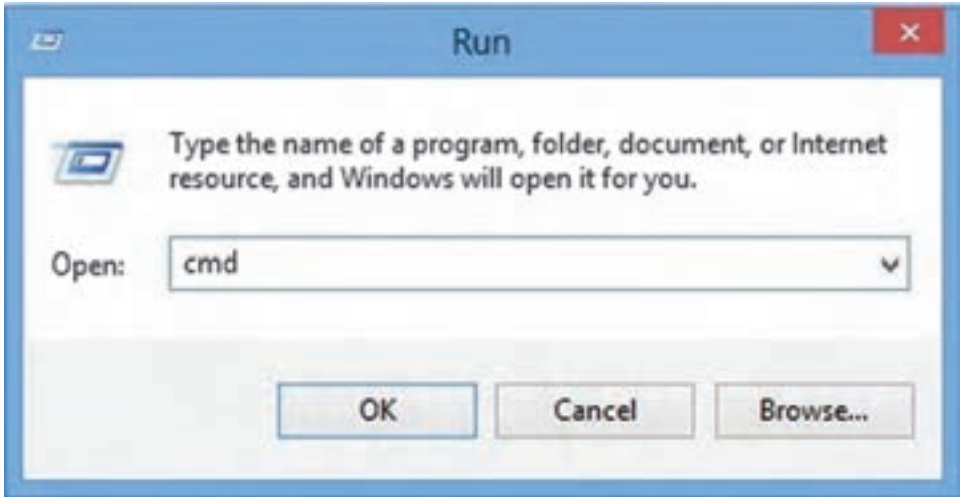 Run
Type the name of a program, folder, document, or Internet
resource, and Windows will open it for you.
Open: cmd
OK Cancel Browse...